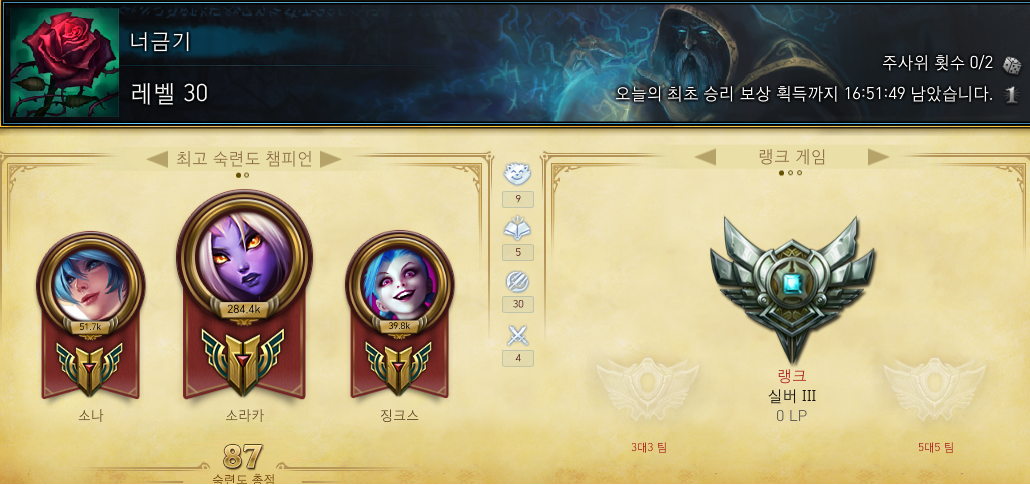 너금기
레벨 30
주사위 횟수 0/2
오늘의 최초 승리 보상 획득까지 16:51:49 남았습니다.
1
최고 숙련도 챔피언
랭크 게임
9
5
30
4
51.7k
284.4k
39.8k
소나
소라카
징크스
87
숙련도 총점
랭크
실버 III
0 LP
3대3 팀
5대5 팀